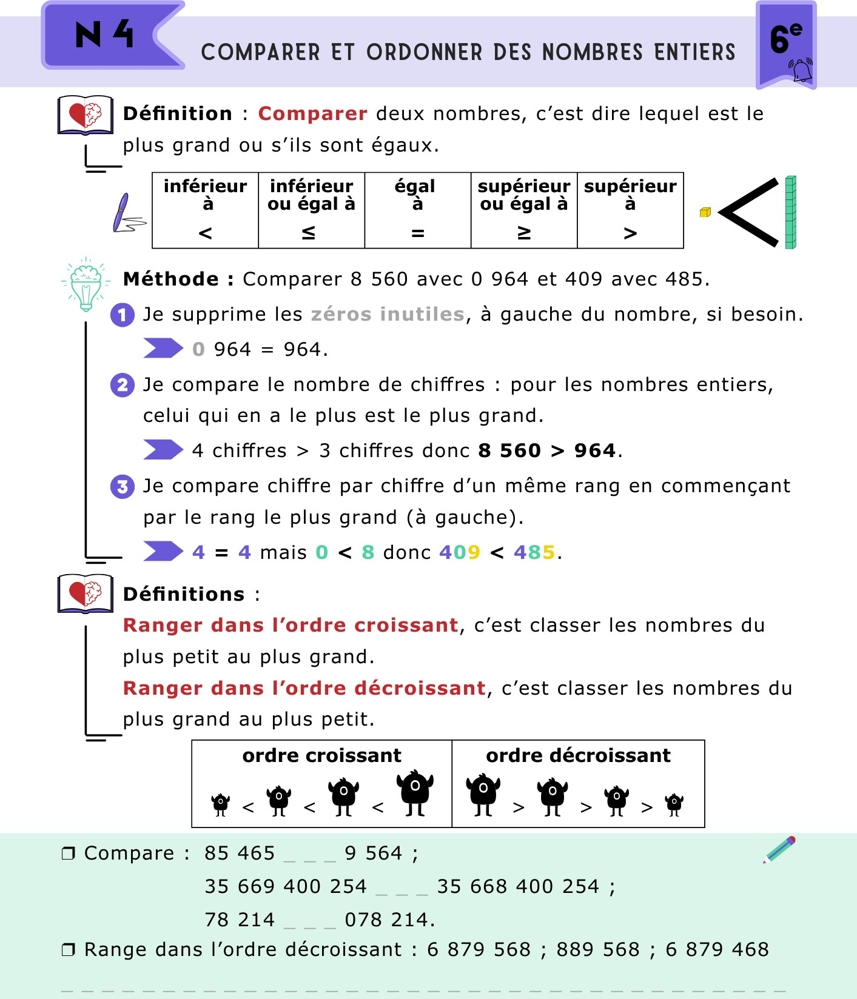 N 4
COMPARER ET ORDONNER DES NOMBRES ENTIERS
6e
Définition : Comparer deux nombres, c’est dire lequel est le
plus grand ou s’ils sont égaux.
inférieur à <
inférieur ou égal à ≤
égal à =
supérieur ou égal à ≥
supérieur à >
<
Méthode : Comparer 8 560 avec 0 964 et 409 avec 485.
1 Je supprime les zéros inutiles, à gauche du nombre, si besoin.
0 964 = 964.
2 Je compare le nombre de chiffres : pour les nombres entiers,
celui qui en a le plus est le plus grand.
4 chiffres > 3 chiffres donc 8 560 > 964.
3 Je compare chiffre par chiffre d’un même rang en commençant
par le rang le plus grand (à gauche).
4 = 4 mais 0 < 8 donc 409 < 485.
Définitions :
Ranger dans l’ordre croissant, c’est classer les nombres du
plus petit au plus grand.
Ranger dans l’ordre décroissant, c’est classer les nombres du
plus grand au plus petit.
ordre croissant
< < <
ordre décroissant
> > >
❒ Compare : 85 465 _ _ _ 9 564 ;
35 669 400 254 _ _ _ 35 668 400 254 ;
78 214 _ _ _ 078 214.
❒ Range dans l’ordre décroissant : 6 879 568 ; 889 568 ; 6 879 468
_ _ _ _ _ _ _ _ _ _ _ _ _ _ _ _ _ _ _ _ _ _ _ _ _ _ _ _ _ _ _ _ _ _ _ _